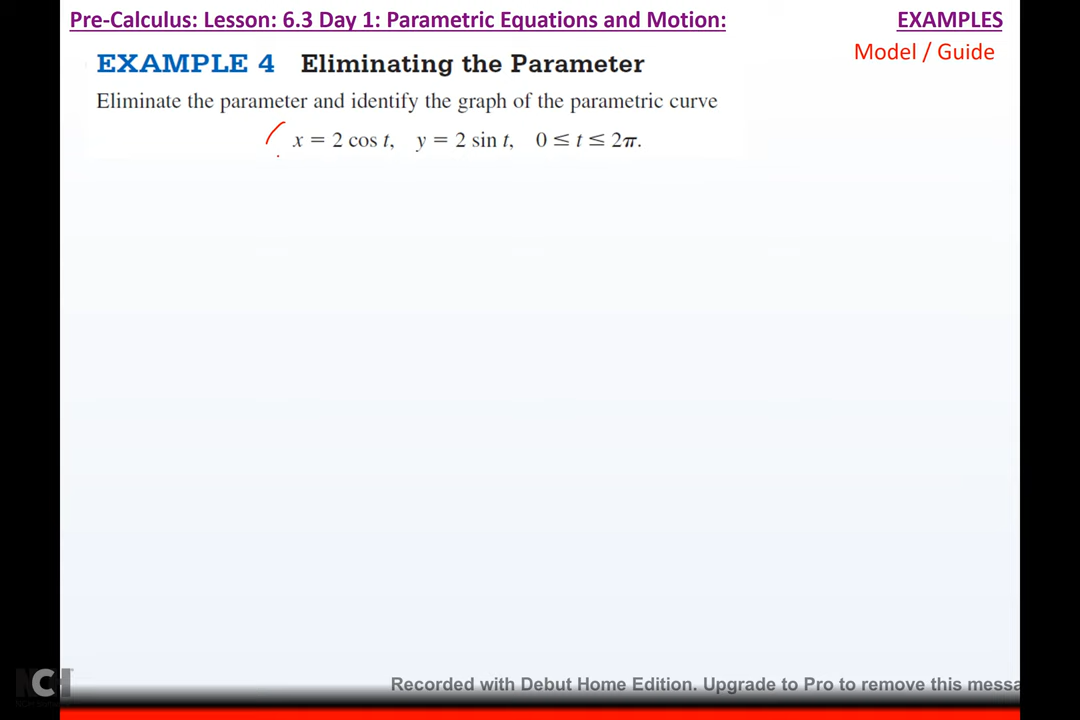 Pre-Calculus: Lesson: 6.3 Day 1: Parametric Equations and Motion: EXAMPLES
Model / Guide
EXAMPLE 4 Eliminating the Parameter
Eliminate the parameter and identify the graph of the parametric curve
x = 2 cos t, y = 2 sin t, 0 ≤ t ≤ 2π.
NCH
Recorded with Debut Home Edition. Upgrade to Pro to remove this messa